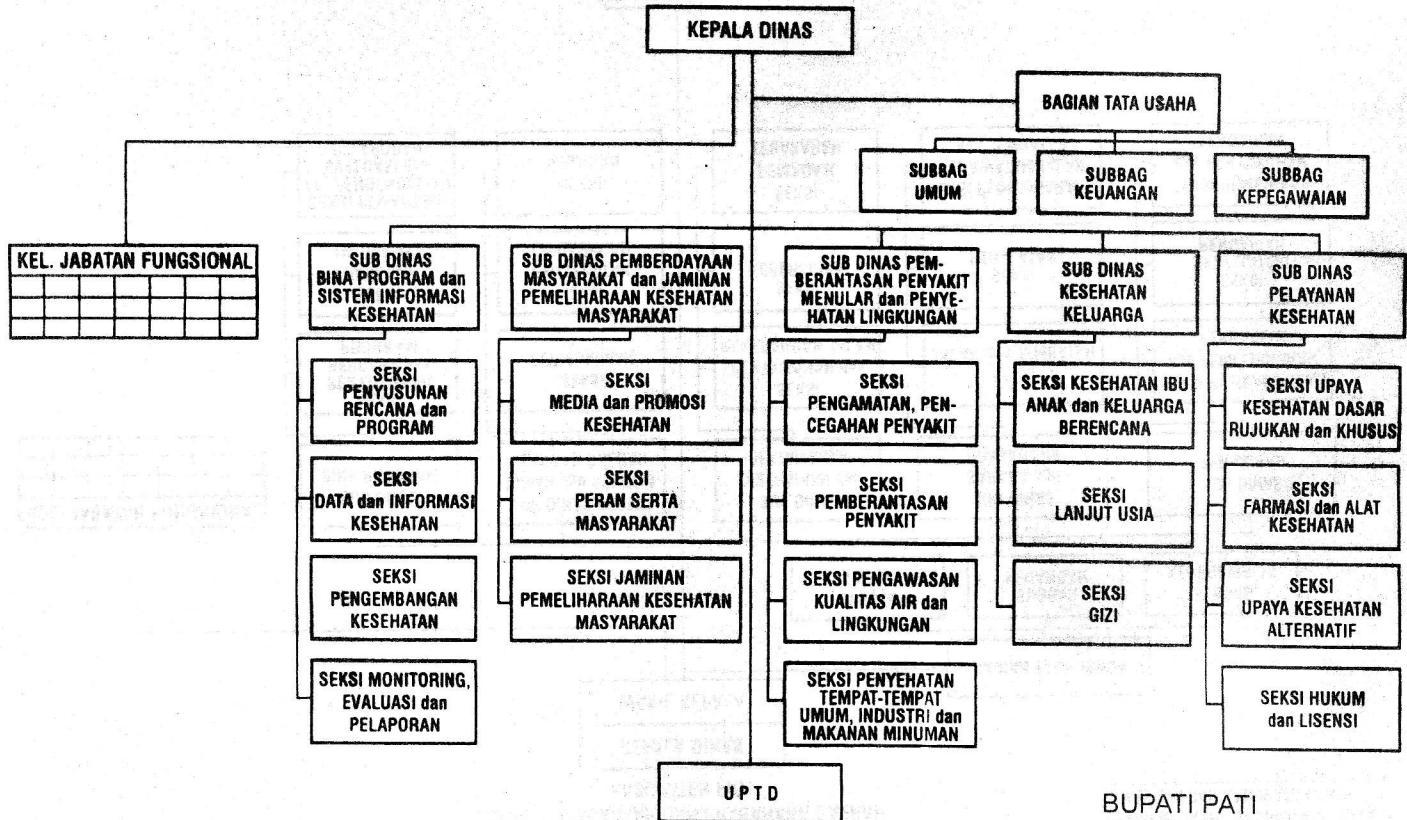 KEPALA DINAS
BAGIAN TATA USAHA
SUBBAG
UMUM
SUBBAG
KEUANGAN
SUBBAG
KEPEGAWAIAN
KEL. JABATAN FUNGSIONAL
SUB DINAS
BINA PROGRAM dan
SISTEM INFORMASI
KESEHATAN
SUB DINAS PEMBERDAYAAN
MASYARAKAT dan JAMINAN
PEMELIHARAAN KESEHATAN
MASYARAKAT
SUB DINAS PEM-
BERANTASAN PENYAKIT
MENULAR dan PENYE-
HATAN LINGKUNGAN
SUB DINAS
KESEHATAN
KELUARGA
SUB DINAS
PELAYANAN
KESEHATAN
SEKSI
PENYUSUNAN
RENCANA dan
PROGRAM
SEKSI
DATA dan INFORMASI
KESEHATAN
SEKSI
PENGEMBANGAN
KESEHATAN
SEKSI MONITORING,
EVALUASI dan
PELAPORAN
SEKSI
MEDIA dan PROMOSI
KESEHATAN
SEKSI
PERAN SERTA
MASYARAKAT
SEKSI JAMINAN
PEMELIHARAAN KESEHATAN
MASYARAKAT
SEKSI
PENGAMATAN, PEN-
CEGAHAN PENYAKIT
SEKSI
PEMBERANTASAN
PENYAKIT
SEKSI PENGAWASAN
KUALITAS AIR dan
LINGKUNGAN
SEKSI PENYEHATAN
TEMPAT-TEMPAT
UMUM, INDUSTRI dan
MAKANAN MINUMAN
SEKSI KESEHATAN IBU
ANAK dan KELUARGA
BERENCANA
SEKSI
LANJUT USIA
SEKSI
GIZI
SEKSI UPAYA
KESEHATAN DASAR
RUJUKAN dan KHUSUS
SEKSI
FARMASI dan ALAT
KESEHATAN
SEKSI
UPAYA KESEHATAN
ALTERNATIF
SEKSI HUKUM
dan LISENSI
UPTD
BUPATI PATI